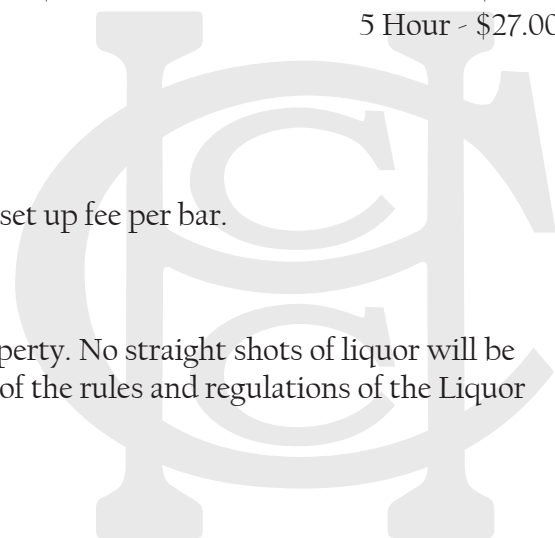 5 Hour - $27.00
set up fee per bar.
perty. No straight shots of liquor will be
of the rules and regulations of the Liquor